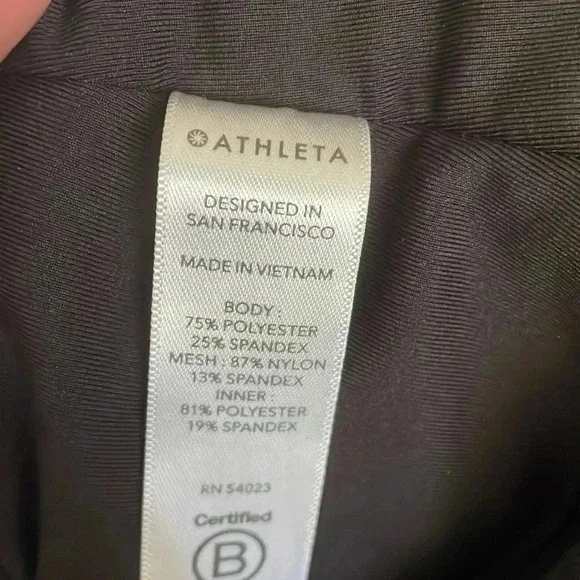 ATHLETA
DESIGNED IN
SAN FRANCISCO
MADE IN VIETNAM
BODY :
75% POLYESTER
25% SPANDEX
MESH : 87% NYLON
13% SPANDEX
INNER :
81% POLYESTER
19% SPANDEX
RN 54023
Certified
B